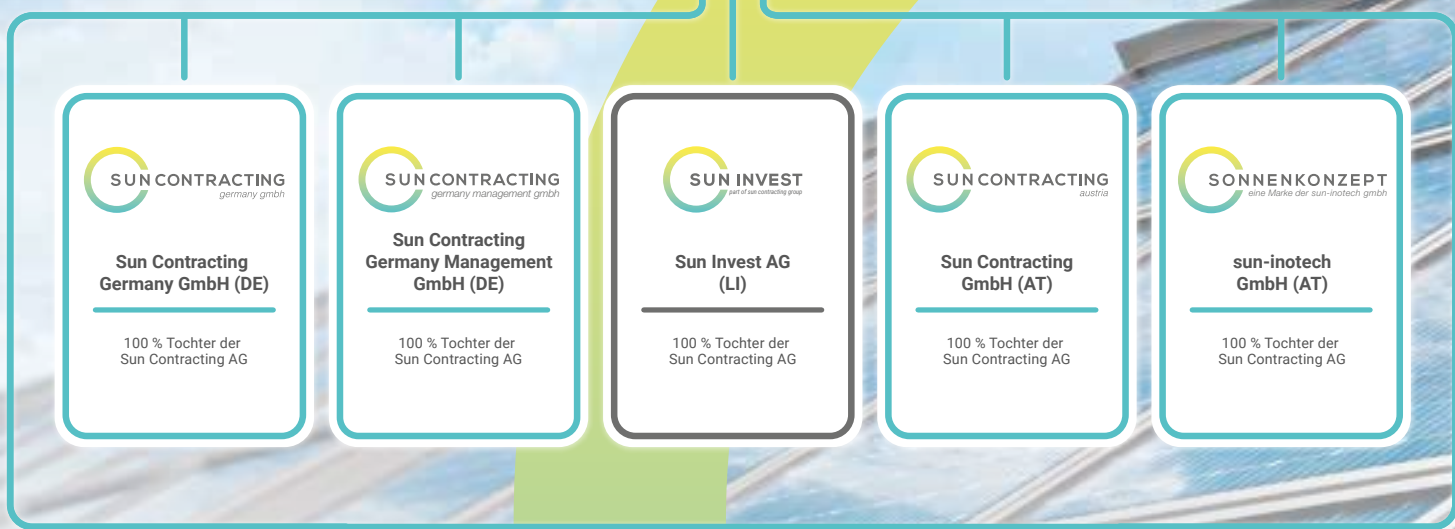 SUN CONTRACTING
germany gmbh
Sun Contracting
Germany GmbH (DE)
100 % Tochter der
Sun Contracting AG
SUN CONTRACTING
germany management gmbh
Sun Contracting
Germany Management
GmbH (DE)
100 % Tochter der
Sun Contracting AG
SUN INVEST
part of sun contracting group
Sun Invest AG
(LI)
100 % Tochter der
Sun Contracting AG
SUN CONTRACTING
austria
Sun Contracting
GmbH (AT)
100 % Tochter der
Sun Contracting AG
SONNENKONZEPT
eine Marke der sun-inotech gmbh
sun-inotech
GmbH (AT)
100 % Tochter der
Sun Contracting AG